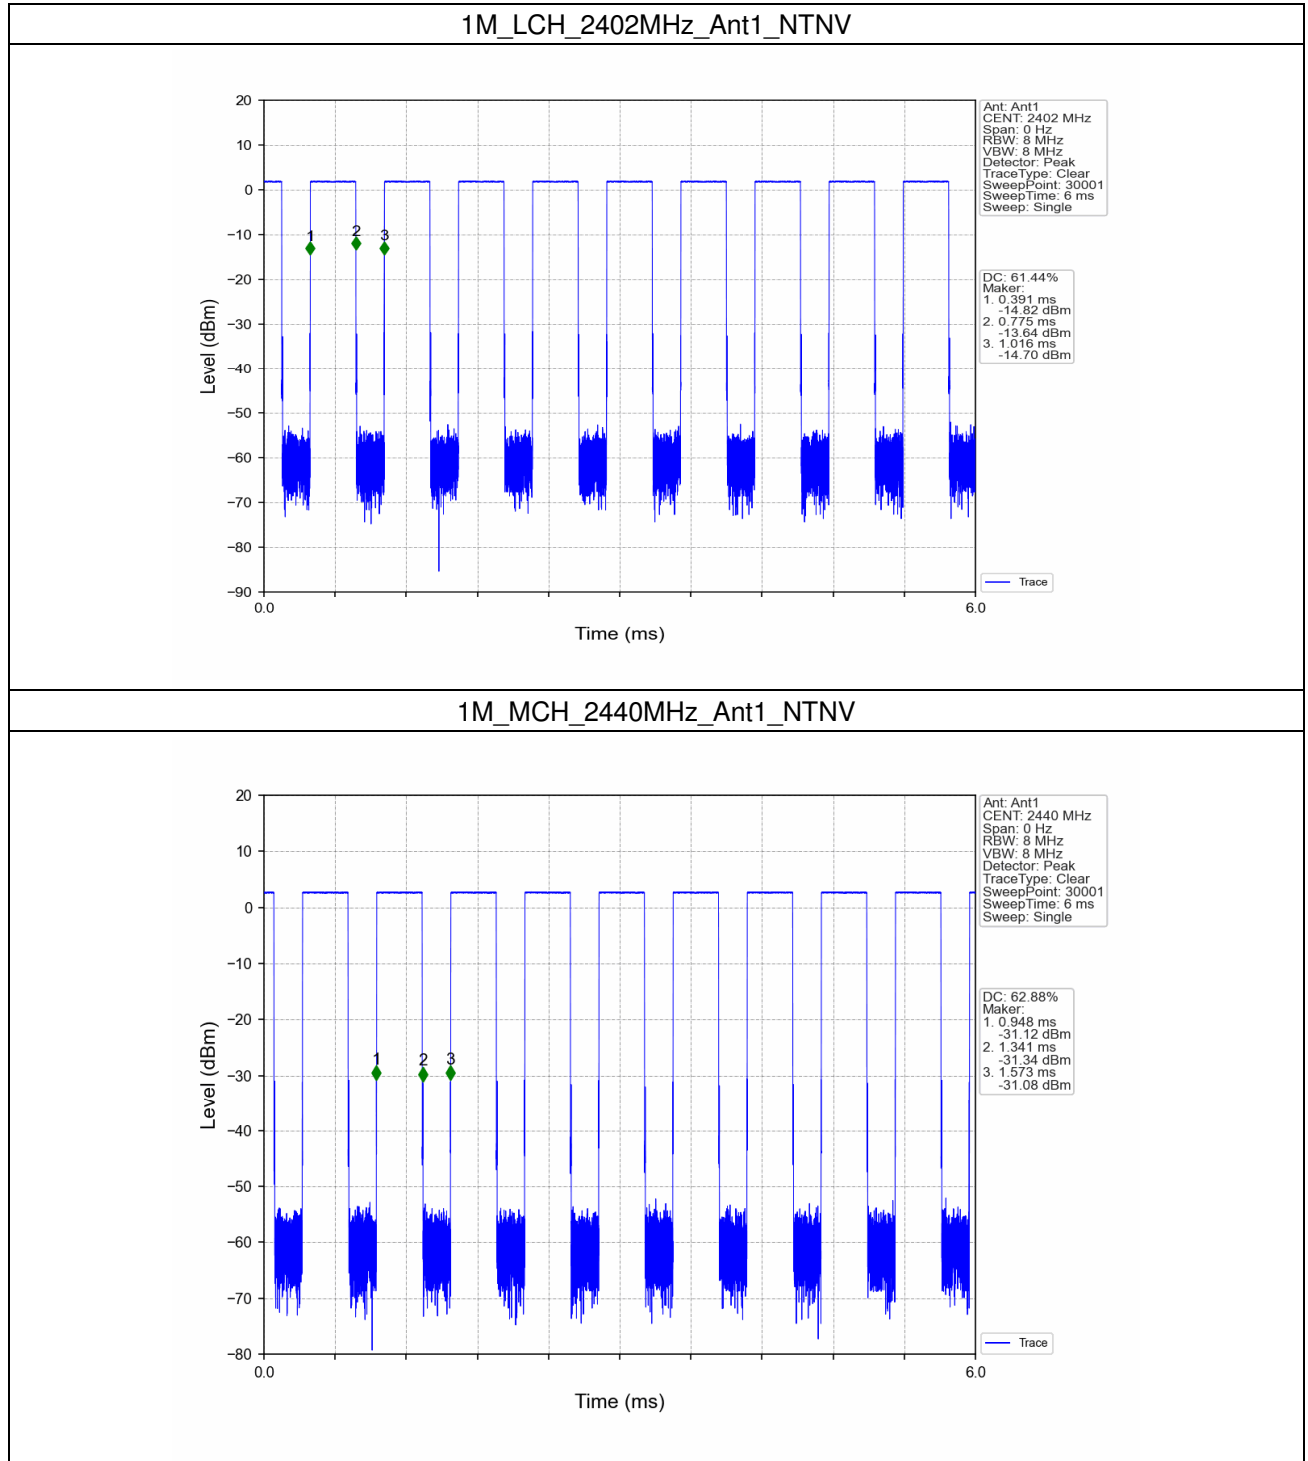 1M_LCH_2402MHz_Ant1_NTNV
20
10
0
−10
−20
−30
−40
−50
−60
−70
−80
−90
Level (dBm)
1
2
3
0.0
6.0
Time (ms)
Ant: Ant1
CENT: 2402 MHz
Span: 0 Hz
RBW: 8 MHz
VBW: 8 MHz
Detector: Peak
TraceType: Clear
SweepPoint: 30001
SweepTime: 6 ms
Sweep: Single
DC: 61.44%
Maker:
1. 0.391 ms
-14.82 dBm
2. 0.775 ms
-13.64 dBm
3. 1.016 ms
-14.70 dBm
Trace
1M_MCH_2440MHz_Ant1_NTNV
20
10
0
−10
−20
−30
−40
−50
−60
−70
−80
Level (dBm)
1
2
3
0.0
6.0
Time (ms)
Ant: Ant1
CENT: 2440 MHz
Span: 0 Hz
RBW: 8 MHz
VBW: 8 MHz
Detector: Peak
TraceType: Clear
SweepPoint: 30001
SweepTime: 6 ms
Sweep: Single
DC: 62.88%
Maker:
1. 0.948 ms
-31.12 dBm
2. 1.341 ms
-31.34 dBm
3. 1.573 ms
-31.08 dBm
Trace